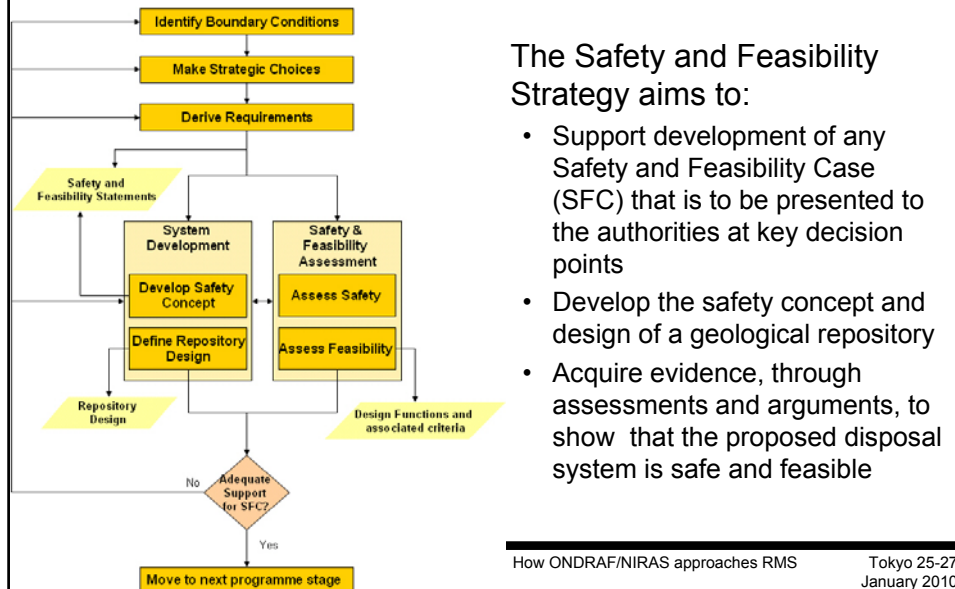 Identify Boundary Conditions
Make Strategic Choices
Derive Requirements
Safety and
Feasibility Statements
System
Development
Develop Safety
Concept
Define Repository
Design
Safety &
Feasibility
Assessment
Assess Safety
Assess Feasibility
Repository
Design
Design Functions and
associated criteria
No
Adequate
Support
for SFC?
Yes
Move to next programme stage
The Safety and Feasibility
Strategy aims to:
• Support development of any
Safety and Feasibility Case
(SFC) that is to be presented to
the authorities at key decision
points
• Develop the safety concept and
design of a geological repository
• Acquire evidence, through
assessments and arguments, to
show that the proposed disposal
system is safe and feasible
How ONDRAF/NIRAS approaches RMS
Tokyo 25-27
January 2010